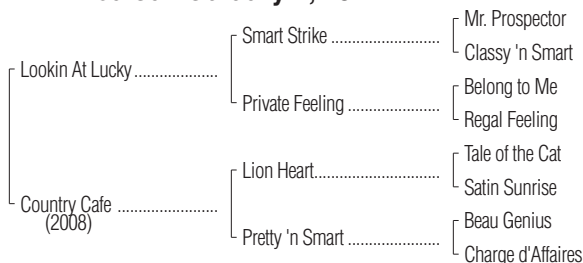 Mr. Prospector
Smart Strike ....................
Classy 'n Smart
Lookin At Lucky ..................
Belong to Me
Private Feeling ..................
Regal Feeling
Tale of the Cat
Lion Heart.......................
Satin Sunrise
Country Cafe .....................
(2008)
Beau Genius
Pretty 'n Smart ..................
Charge d'Affaires